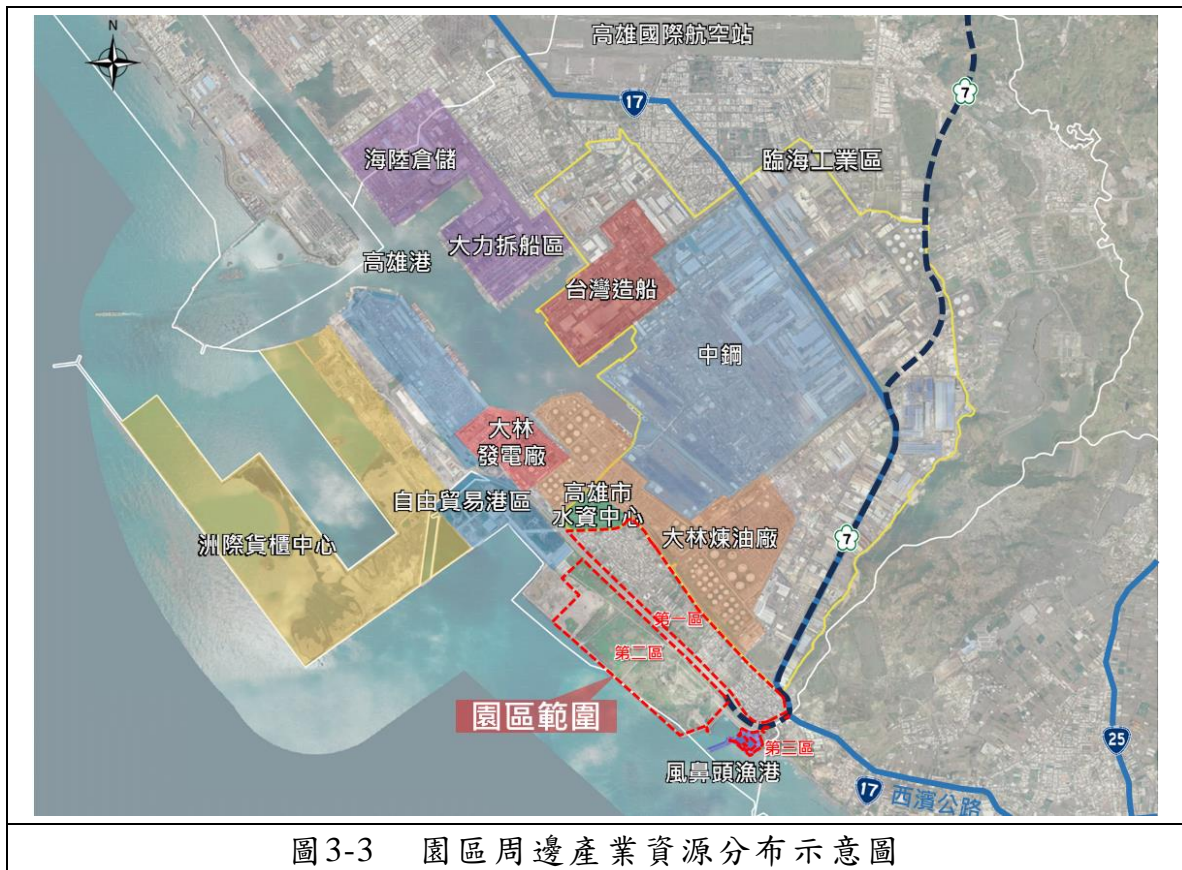 N
高雄國際航空站
17
7
海陸倉儲
臨海工業區
大力拆船區
高雄港
台灣造船
中鋼
大林
發電廠
自由貿易港區
高雄市
水資中心
大林煉油廠
洲際貨櫃中心
7
第一區
第二區
園區範圍
第三區
風鼻頭漁港
25
17
西濱公路
圖3-3 園區周邊產業資源分布示意圖